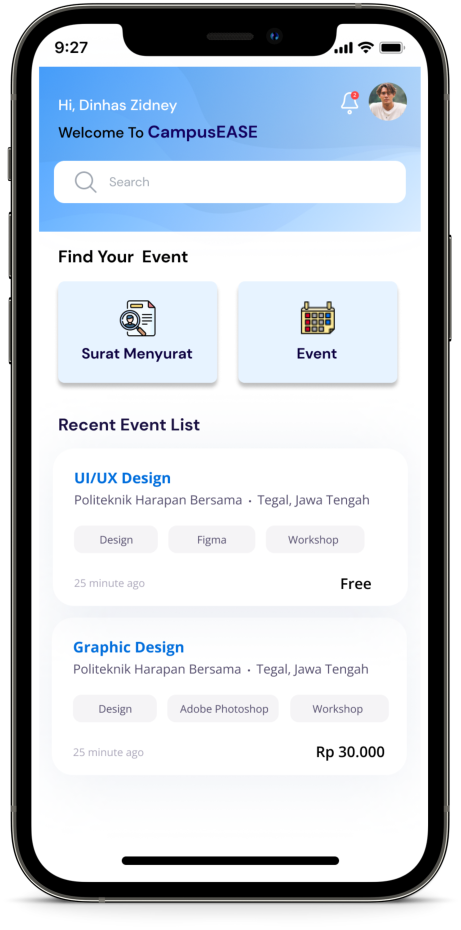 9:27
Hi, Dinhas Zidney
2
Welcome To CampusEASE
Search
Find Your Event
Surat Menyurat
Event
Recent Event List
UI/UX Design
Politeknik Harapan Bersama • Tegal, Jawa Tengah
Design
Figma
Workshop
25 minute ago
Free
Graphic Design
Politeknik Harapan Bersama • Tegal, Jawa Tengah
Design
Adobe Photoshop
Workshop
25 minute ago
Rp 30.000